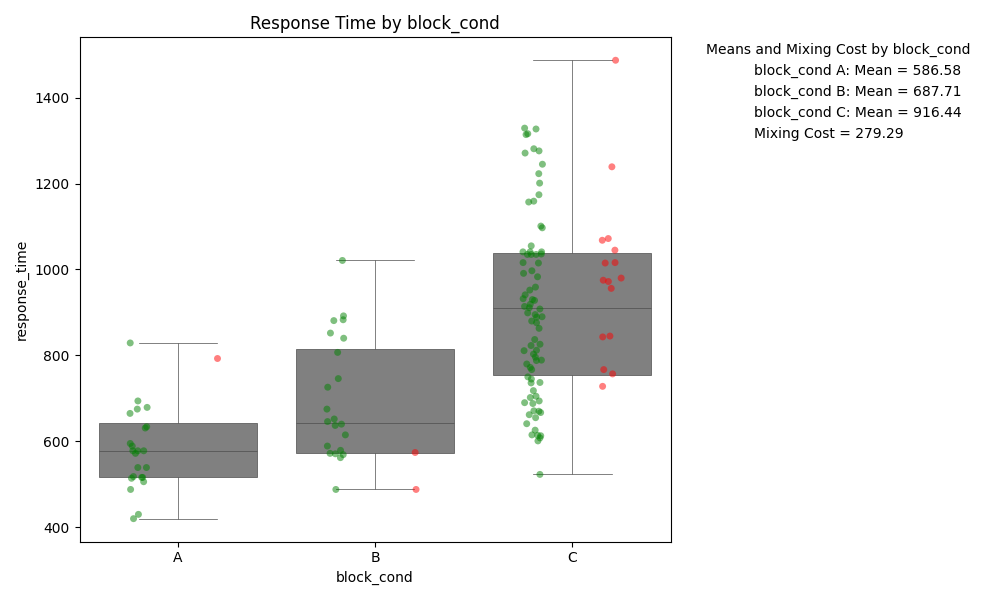 Response Time by block_cond
Means and Mixing Cost by block_cond
block_cond A: Mean = 586.58
block_cond B: Mean = 687.71
block_cond C: Mean = 916.44
Mixing Cost = 279.29
response_time
1400
1200
1000
800
600
400
A
B
C
block_cond